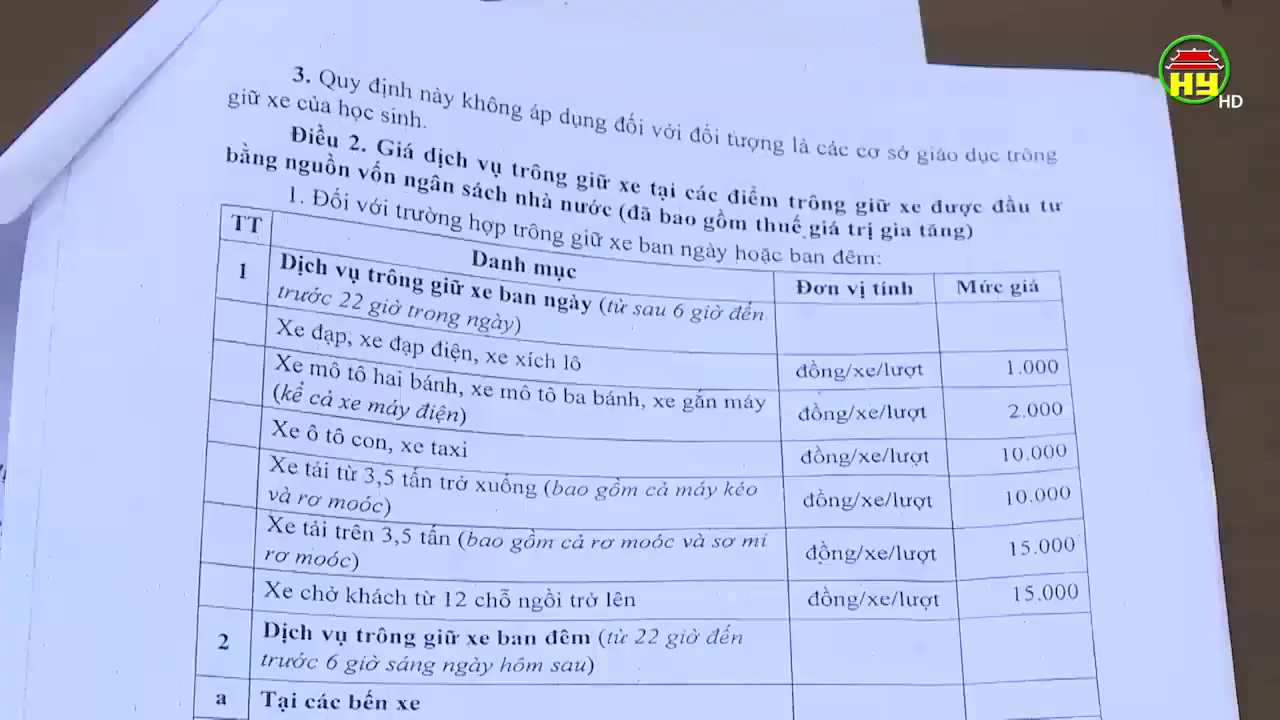 HY HD
3. Quy định này không áp dụng đối với đối tượng là các cơ sở giáo dục trông
giữ xe của học sinh.
Điều 2. Giá dịch vụ trông giữ xe tại các điểm trông giữ xe được đầu tư
bằng nguồn vốn ngân sách nhà nước (đã bao gồm thuế giá trị gia tăng)
1. Đối với trường hợp trông giữ xe ban ngày hoặc ban đêm:
TT Danh mục Đơn vị tính Mức giá
1 Dịch vụ trông giữ xe ban ngày (từ sau 6 giờ đến
trước 22 giờ trong ngày)
Xe đạp, xe đạp điện, xe xích lô đồng/xe/lượt 1.000
Xe mô tô hai bánh, xe mô tô ba bánh, xe gắn máy
(kể cả xe máy điện) đồng/xe/lượt 2.000
Xe ô tô con, xe taxi đồng/xe/lượt 10.000
Xe tải từ 3,5 tấn trở xuống (bao gồm cả máy kéo
và rơ moóc) đồng/xe/lượt 10.000
Xe tải trên 3,5 tấn (bao gồm cả rơ moóc và sơ mi
rơ moóc) đồng/xe/lượt 15.000
Xe chở khách từ 12 chỗ ngồi trở lên đồng/xe/lượt 15.000
2 Dịch vụ trông giữ xe ban đêm (từ 22 giờ đến
trước 6 giờ sáng ngày hôm sau)
a Tại các bến xe